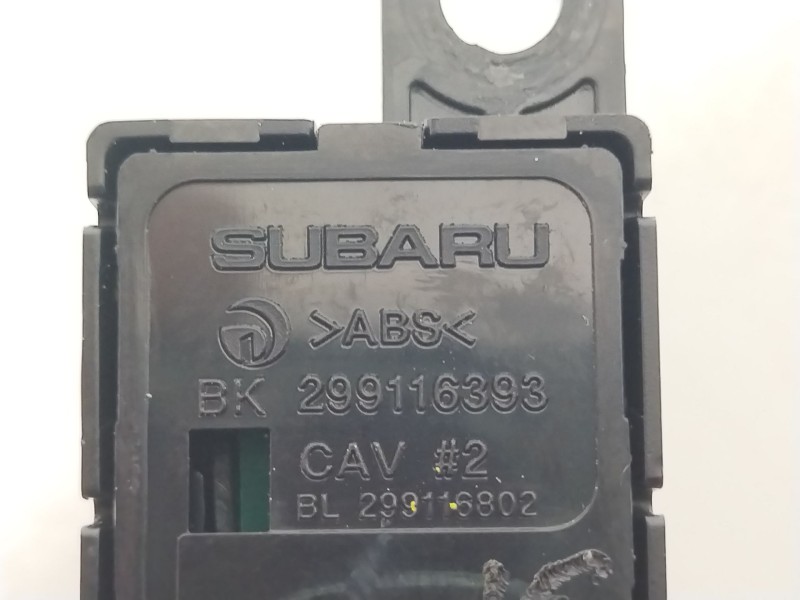 SUBARU
>ABS<
BK 299116393
CAV #2
BL 299116802